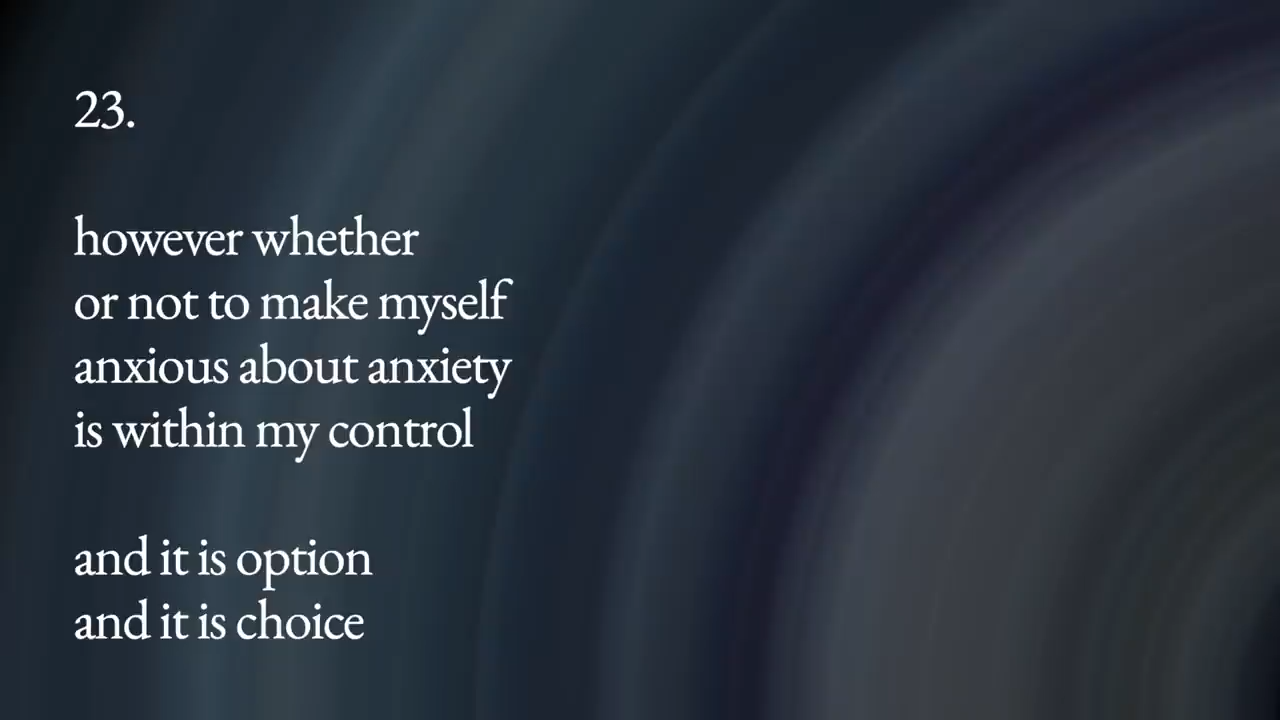 23.
however whether
or not to make myself
anxious about anxiety
is within my control
and it is option
and it is choice